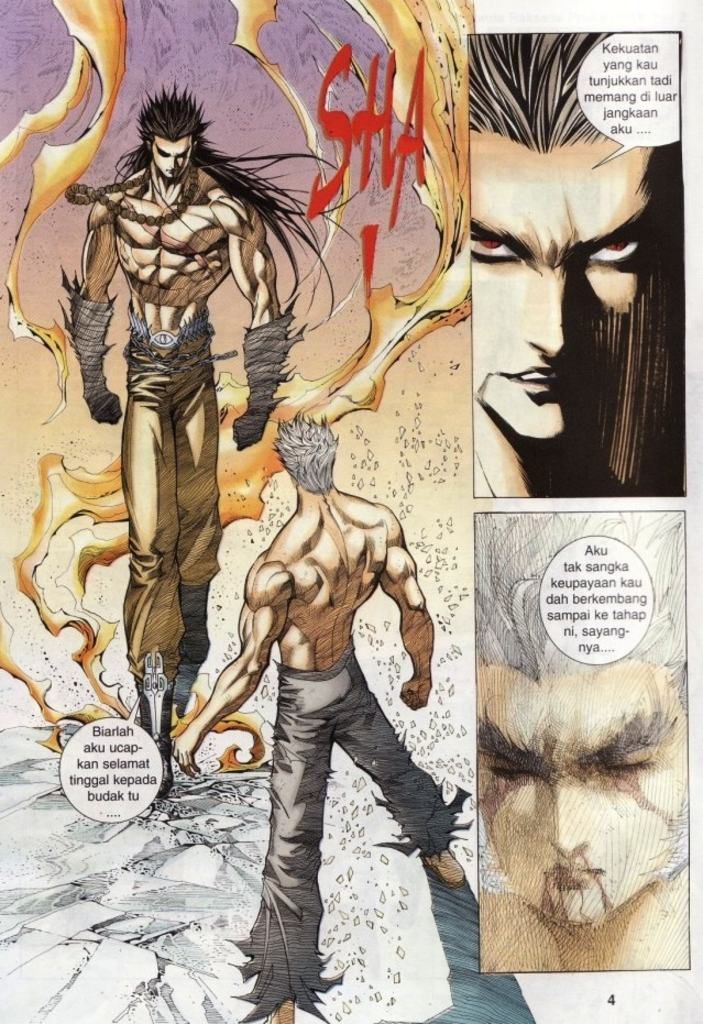 SHA!
Kekuatan
yang kau
tunjukkan tadi
memang di luar
jangkaan
aku ....
Aku
tak sangka
keupayaan kau
dah berkembang
sampai ke tahap
ni, sayang-
nya....
Biarlah
aku ucap-
kan selamat
tinggal kepada
budak tu
....
4